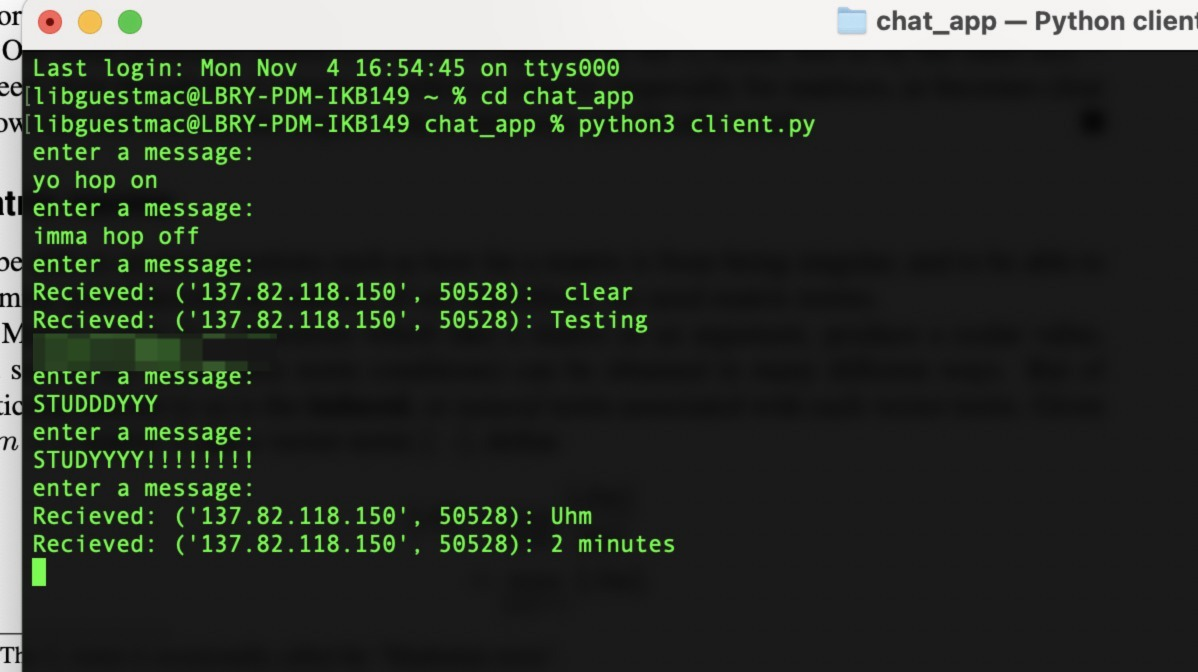 chat_app — Python client
Last login: Mon Nov  4 16:54:45 on ttys000
[libguestmac@LBRY-PDM-IKB149 ~ % cd chat_app
[libguestmac@LBRY-PDM-IKB149 chat_app % python3 client.py
enter a message:
yo hop on
enter a message:
imma hop off
enter a message:
Recieved: ('137.82.118.150', 50528):  clear
Recieved: ('137.82.118.150', 50528): Testing
enter a message:
STUDDDYYY
enter a message:
STUDYYYY!!!!!!!!
enter a message:
Recieved: ('137.82.118.150', 50528): Uhm
Recieved: ('137.82.118.150', 50528): 2 minutes